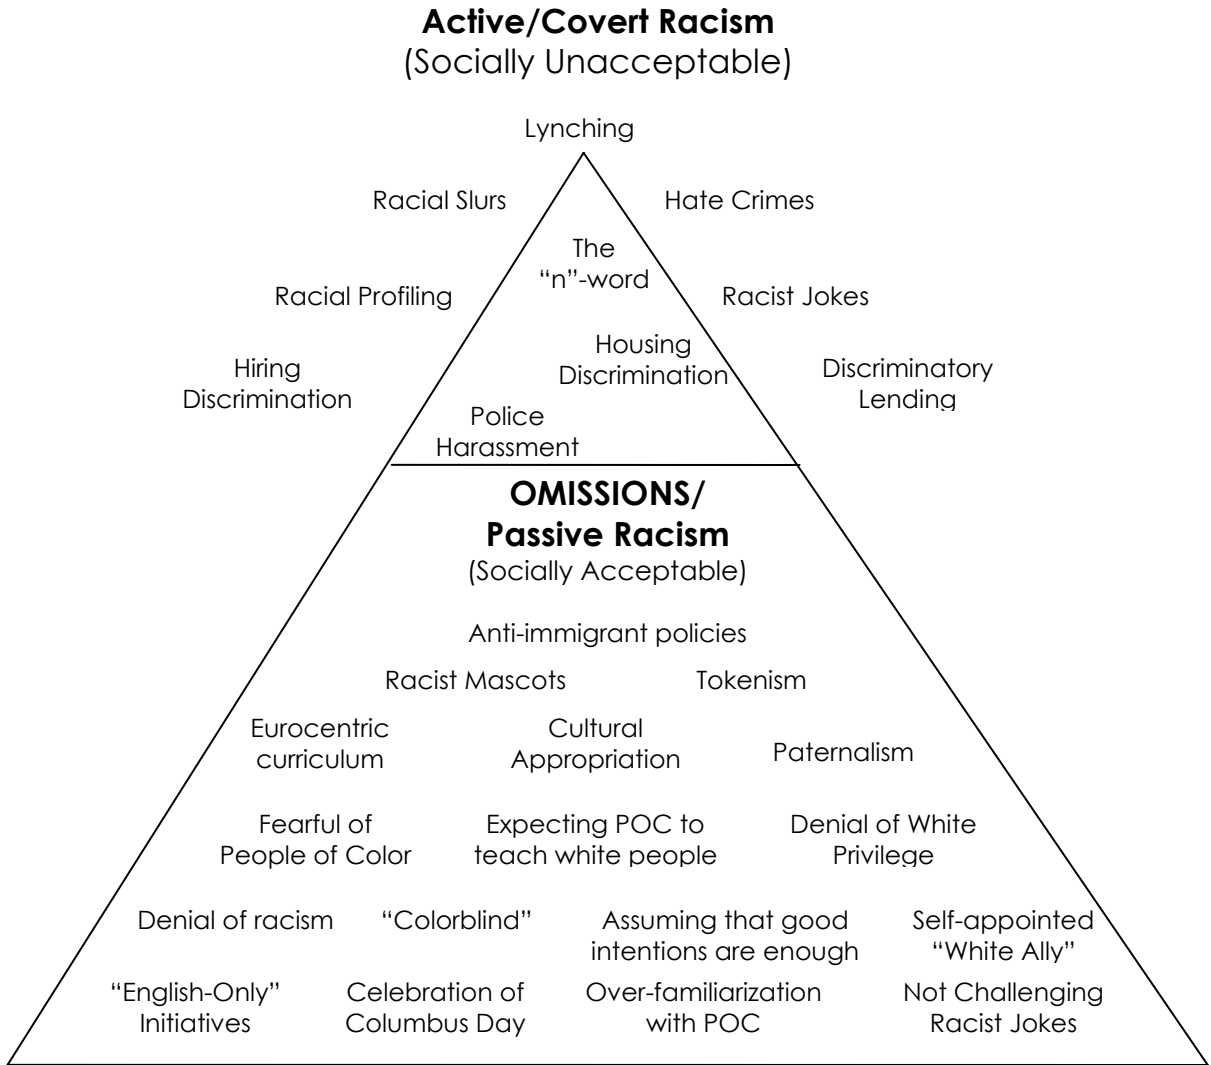 Active/Covert Racism
(Socially Unacceptable)
Lynching
Racial Slurs
Hate Crimes
The
“n”-word
Racial Profiling
Racist Jokes
Housing
Discrimination
Hiring
Discrimination
Discriminatory
Lending
Police
Harassment
OMISSIONS/
Passive Racism
(Socially Acceptable)
Anti-immigrant policies
Racist Mascots
Tokenism
Eurocentric
curriculum
Cultural
Appropriation
Paternalism
Fearful of
People of Color
Expecting POC to
teach white people
Denial of White
Privilege
Denial of racism
“Colorblind”
Assuming that good
intentions are enough
Self-appointed
“White Ally”
“English-Only”
Initiatives
Celebration of
Columbus Day
Over-familiarization
with POC
Not Challenging
Racist Jokes